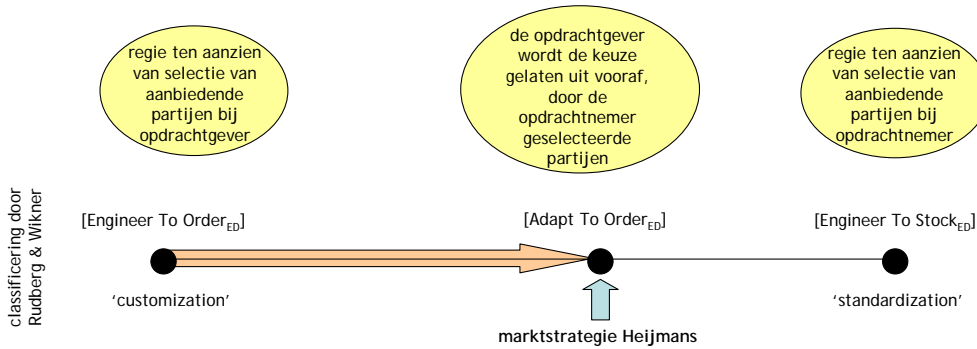 regie ten aanzien
van selectie van
aanbiedende
partijen bij
opdrachtgever
de opdrachtgever
wordt de keuze
gelaten uit vooraf,
door de
opdrachtnemer
geselecteerde
partijen
regie ten aanzien
van selectie van
aanbiedende
partijen bij
opdrachtnemer
classificering door
Rudberg & Wikner
[Engineer To OrderED]
[Adapt To OrderED]
[Engineer To StockED]
‘customization’
‘standardization’
marktstrategie Heijmans